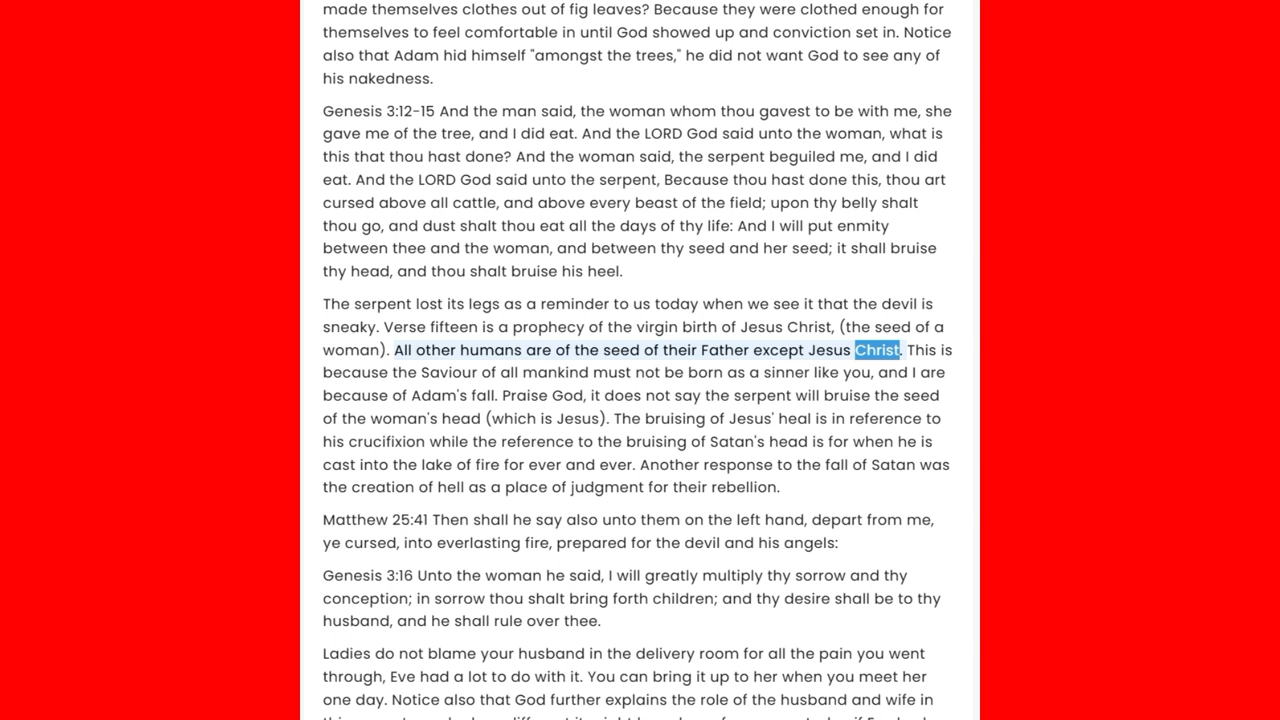 made themselves clothes out of fig leaves? Because they were clothed enough for
themselves to feel comfortable in until God showed up and conviction set in. Notice
also that Adam hid himself "amongst the trees," he did not want God to see any of
his nakedness.
Genesis 3:12-15 And the man said, the woman whom thou gavest to be with me, she
gave me of the tree, and I did eat. And the LORD God said unto the woman, what is
this that thou hast done? And the woman said, the serpent beguiled me, and I did
eat. And the LORD God said unto the serpent, Because thou hast done this, thou art
cursed above all cattle, and above every beast of the field; upon thy belly shalt
thou go, and dust shalt thou eat all the days of thy life: And I will put enmity
between thee and the woman, and between thy seed and her seed; it shall bruise
thy head, and thou shalt bruise his heel.
The serpent lost its legs as a reminder to us today when we see it that the devil is
sneaky. Verse fifteen is a prophecy of the virgin birth of Jesus Christ, (the seed of a
woman). All other humans are of the seed of their Father except Jesus Christ. This is
because the Saviour of all mankind must not be born as a sinner like you, and I are
because of Adam's fall. Praise God, it does not say the serpent will bruise the seed
of the woman's head (which is Jesus). The bruising of Jesus' heal is in reference to
his crucifixion while the reference to the bruising of Satan's head is for when he is
cast into the lake of fire for ever and ever. Another response to the fall of Satan was
the creation of hell as a place of judgment for their rebellion.
Matthew 25:41 Then shall he say also unto them on the left hand, depart from me,
ye cursed, into everlasting fire, prepared for the devil and his angels:
Genesis 3:16 Unto the woman he said, I will greatly multiply thy sorrow and thy
conception; in sorrow thou shalt bring forth children; and thy desire shall be to thy
husband, and he shall rule over thee.
Ladies do not blame your husband in the delivery room for all the pain you went
through, Eve had a lot to do with it. You can bring it up to her when you meet her
one day. Notice also that God further explains the role of the husband and wife in